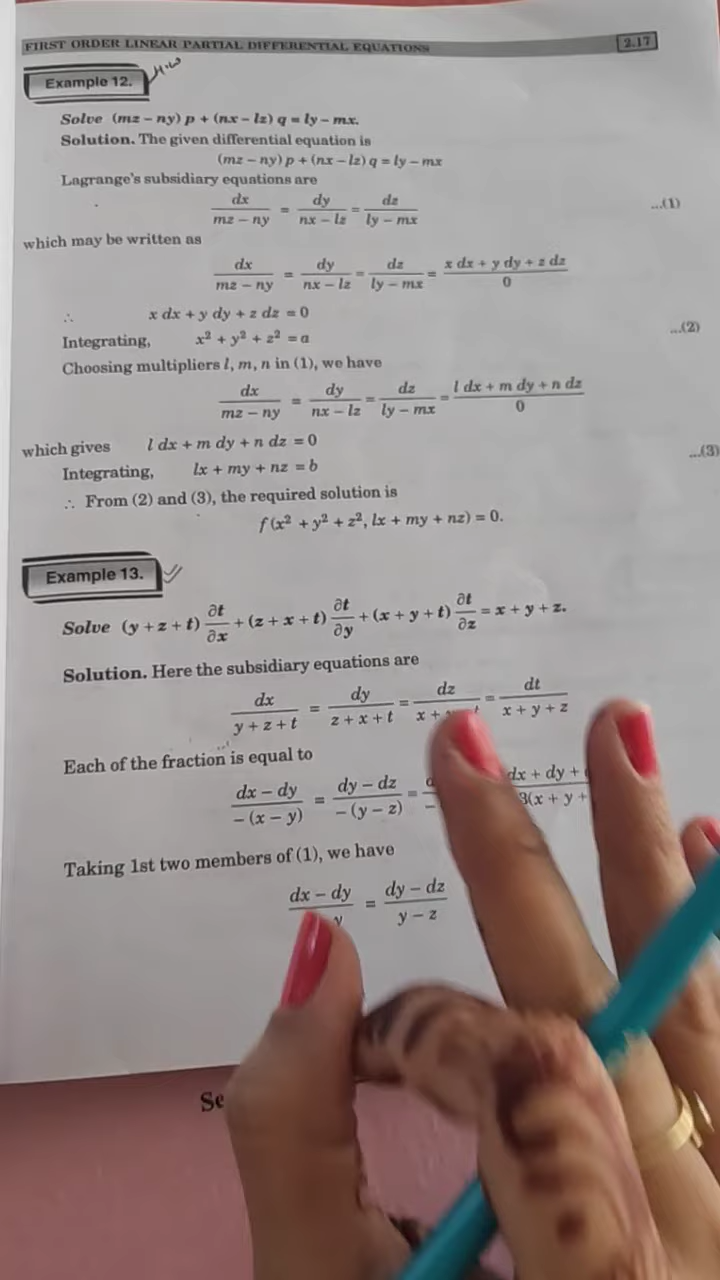 FIRST ORDER LINEAR PARTIAL DIFFERENTIAL EQUATIONS 2.17
Example 12. H.W
Solve (mz – ny) p + (nx – lz) q = ly – mx.
Solution. The given differential equation is
(mz – ny) p + (nx – lz) q = ly – mx
Lagrange's subsidiary equations are
dx/(mz – ny) = dy/(nx – lz) = dz/(ly – mx) ...(1)
which may be written as
dx/(mz – ny) = dy/(nx – lz) = dz/(ly – mx) = (x dx + y dy + z dz)/0
∴ x dx + y dy + z dz = 0
Integrating, x² + y² + z² = a ...(2)
Choosing multipliers l, m, n in (1), we have
dx/(mz – ny) = dy/(nx – lz) = dz/(ly – mx) = (l dx + m dy + n dz)/0
which gives l dx + m dy + n dz = 0
Integrating, lx + my + nz = b ...(3)
∴ From (2) and (3), the required solution is
f(x² + y² + z², lx + my + nz) = 0.
Example 13.
Solve (y + z + t) ∂t/∂x + (z + x + t) ∂t/∂y + (x + y + t) ∂t/∂z = x + y + z.
Solution. Here the subsidiary equations are
dx/(y + z + t) = dy/(z + x + t) = dz/(x + t) = dt/(x + y + z)
Each of the fraction is equal to
(dx – dy)/(– (x – y)) = (dy – dz)/(– (y – z)) = dx + dy + 3(x + y +
Taking 1st two members of (1), we have
(dx – dy)/y = (dy – dz)/(y – z)
Se